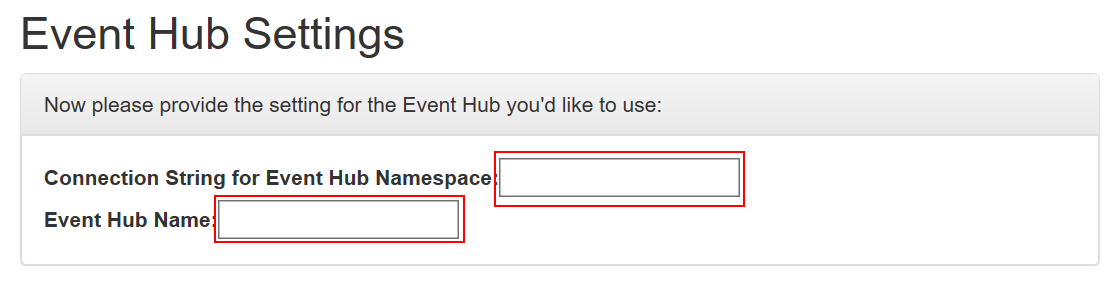 Event Hub Settings
Now please provide the setting for the Event Hub you'd like to use:
Connection String for Event Hub Namespace:
Event Hub Name: